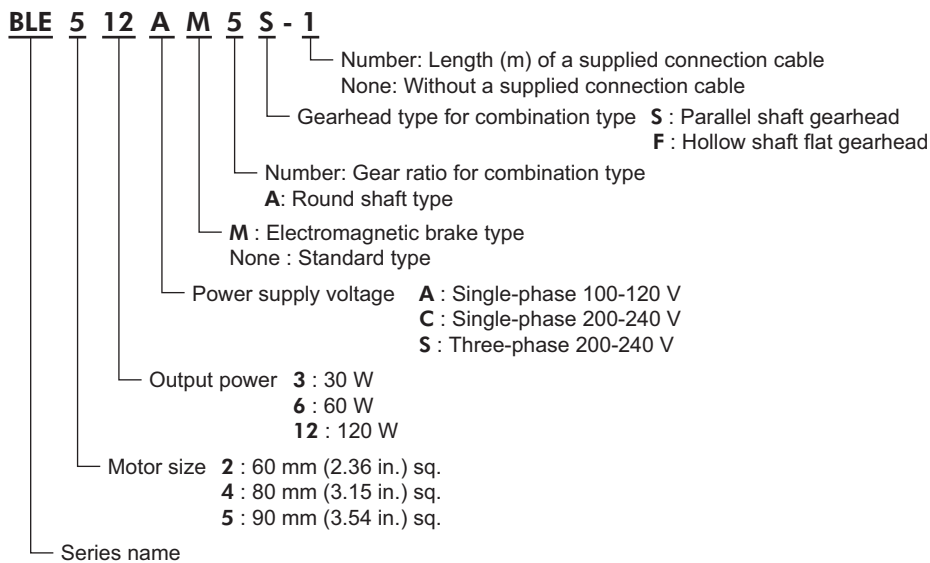 BLE 5 12 A M 5 S - 1
Number: Length (m) of a supplied connection cable
None: Without a supplied connection cable
Gearhead type for combination type S : Parallel shaft gearhead
F : Hollow shaft flat gearhead
Number: Gear ratio for combination type
A: Round shaft type
M : Electromagnetic brake type
None : Standard type
Power supply voltage A : Single-phase 100-120 V
C : Single-phase 200-240 V
S : Three-phase 200-240 V
Output power 3 : 30 W
6 : 60 W
12 : 120 W
Motor size 2 : 60 mm (2.36 in.) sq.
4 : 80 mm (3.15 in.) sq.
5 : 90 mm (3.54 in.) sq.
Series name